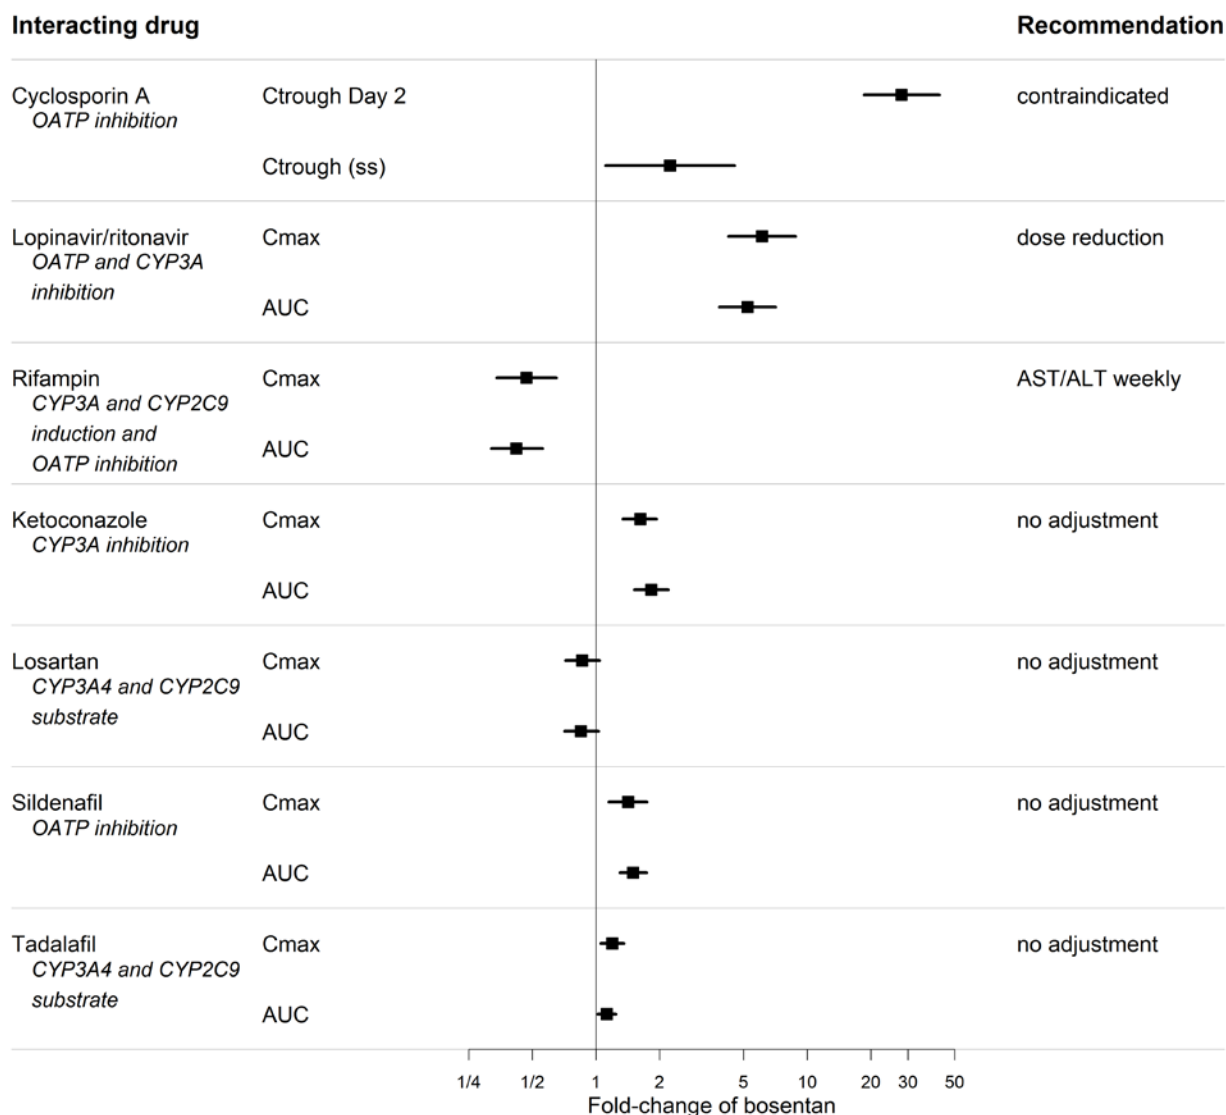 Interacting drug Recommendation
Cyclosporin A Ctrough Day 2 contraindicated
OATP inhibition
Ctrough (ss)
Lopinavir/ritonavir Cmax dose reduction
OATP and CYP3A
inhibition
AUC
Rifampin Cmax AST/ALT weekly
CYP3A and CYP2C9
induction and
AUC
OATP inhibition
Ketoconazole Cmax no adjustment
CYP3A inhibition
AUC
Losartan Cmax no adjustment
CYP3A4 and CYP2C9
substrate
AUC
Sildenafil Cmax no adjustment
OATP inhibition
AUC
Tadalafil Cmax no adjustment
CYP3A4 and CYP2C9
substrate
AUC
1/4 1/2 1 2 5 10 20 30 50
Fold-change of bosentan